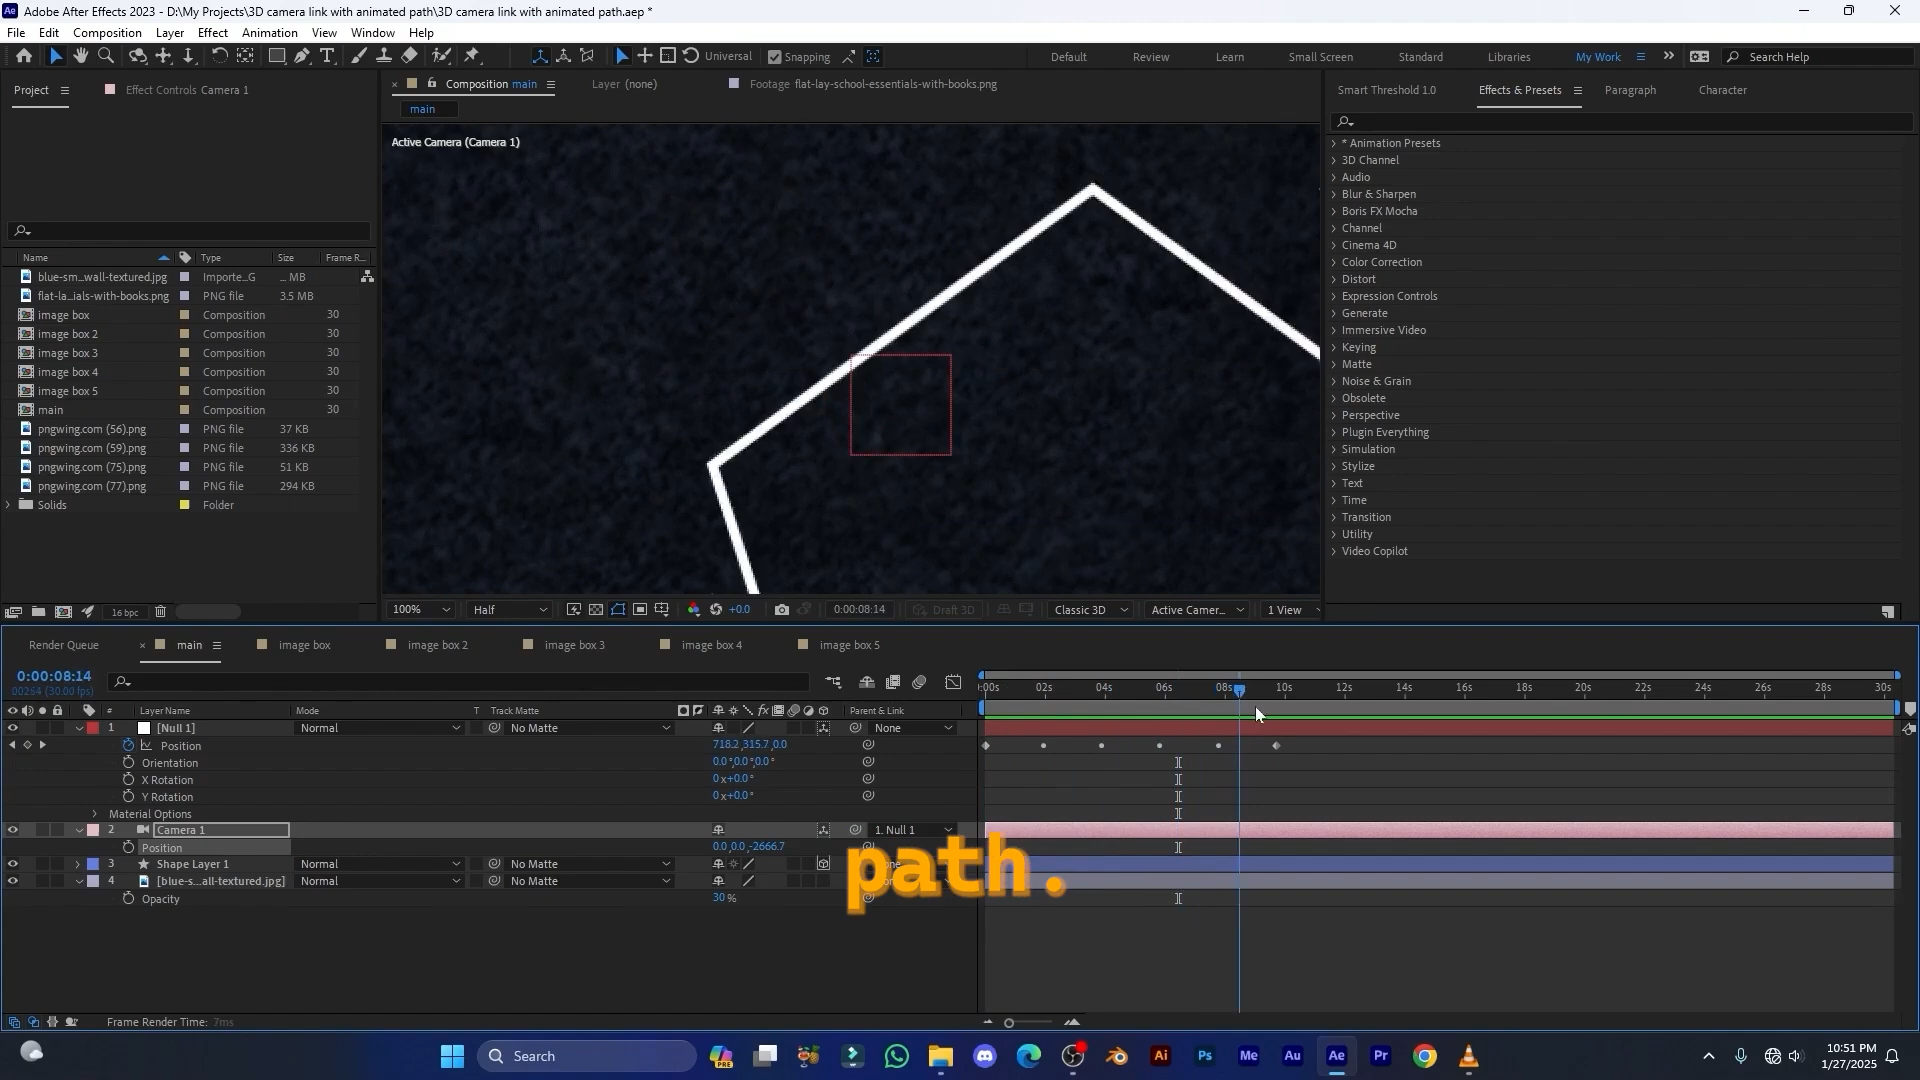 Adobe After Effects 2023 - D:\My Projects\3D camera link with animated path\3D camera link with animated path.aep *
File Edit Composition Layer Effect Animation View Window Help
Universal Snapping Default Review Learn Small Screen Standard Libraries My Work Search Help
Project Effect Controls Camera 1
Composition main Layer (none) Footage flat-lay-school-essentials-with-books.png
main
Active Camera (Camera 1)
Smart Threshold 1.0 Effects & Presets Paragraph Character
* Animation Presets
3D Channel
Audio
Blur & Sharpen
Boris FX Mocha
Channel
Cinema 4D
Color Correction
Distort
Expression Controls
Generate
Immersive Video
Keying
Matte
Noise & Grain
Obsolete
Perspective
Plugin Everything
Simulation
Stylize
Text
Time
Transition
Utility
Video Copilot
Name Type Size Frame R...
blue-sm...wall-textured.jpg Importe...G ... MB
flat-la...ials-with-books.png PNG file 3.5 MB
image box Composition 30
image box 2 Composition 30
image box 3 Composition 30
image box 4 Composition 30
image box 5 Composition 30
main Composition 30
pngwing.com (56).png PNG file 37 KB
pngwing.com (59).png PNG file 336 KB
pngwing.com (75).png PNG file 51 KB
pngwing.com (77).png PNG file 294 KB
Solids Folder
16 bpc
100% Half +0.0 0:00:08:14 Draft 3D Classic 3D Active Camer... 1 View
Render Queue main image box image box 2 image box 3 image box 4 image box 5
0:00:08:14
00254 (30.00 fps)
:00s 02s 04s 06s 08s 10s 12s 14s 16s 18s 20s 22s 24s 26s 28s 30s
# Layer Name Mode T Track Matte fx Parent & Link
1 [Null 1] Normal No Matte None
Position 718.2,315.7,0.0
Orientation 0.0°,0.0°,0.0°
X Rotation 0x+0.0°
Y Rotation 0x+0.0°
Material Options
2 Camera 1 1. Null 1
Position 0.0,0.0,-2666.7
3 Shape Layer 1 Normal No Matte
4 [blue-s...all-textured.jpg] Normal No Matte
Opacity 30%
path.
Frame Render Time: 7ms
Search
PRE
Ai Ps Me Au Ae Pr
10:51 PM
1/27/2025